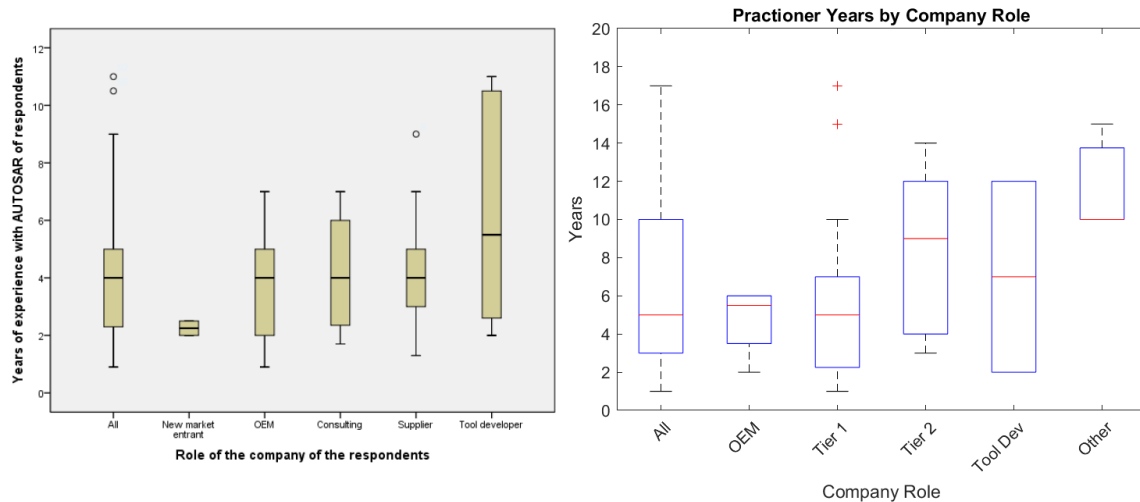 12
10
8
6
4
2
0
Years of experience with AUTOSAR of respondents
All
New market entrant
OEM
Consulting
Supplier
Tool developer
Role of the company of the respondents
Practioner Years by Company Role
20
18
16
14
12
10
8
6
4
2
0
Years
All
OEM
Tier 1
Tier 2
Tool Dev
Other
Company Role